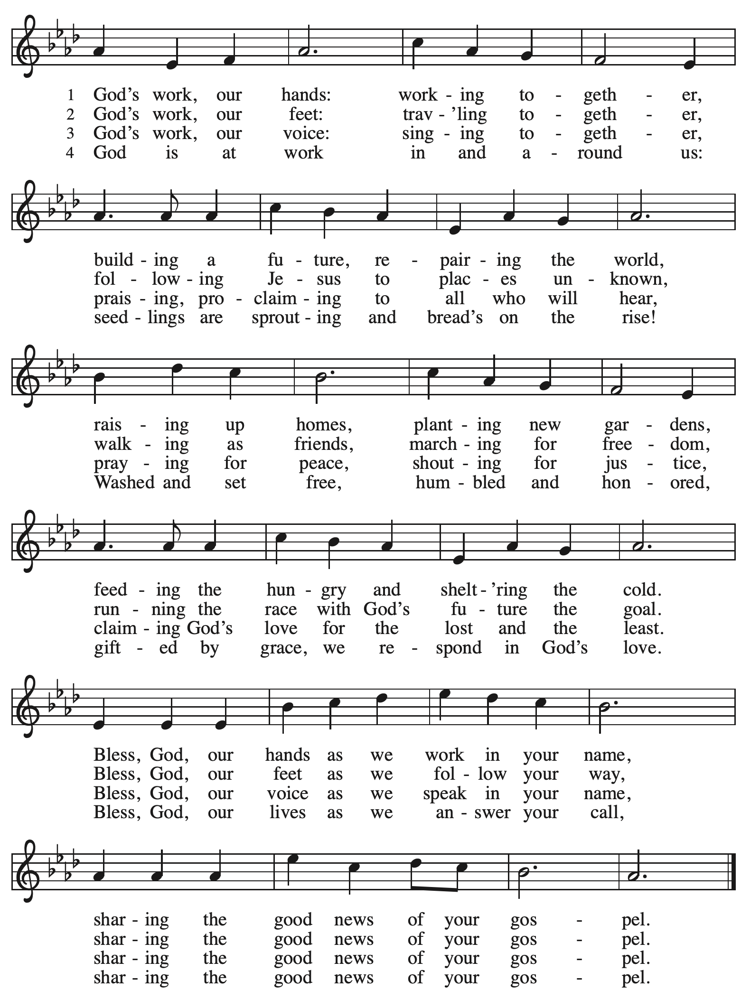 1 God’s work, our hands: work - ing to - geth - er,
2 God’s work, our feet: trav - ’ling to - geth - er,
3 God’s work, our voice: sing - ing to - geth - er,
4 God is at work in and a - round us:
build - ing a fu - ture, re - pair - ing the world,
fol - low - ing Je - sus to plac - es un - known,
prais - ing, pro - claim - ing to all who will hear,
seed - lings are sprout - ing and bread’s on the rise!
rais - ing up homes, plant - ing new gar - dens,
walk - ing as friends, march - ing for free - dom,
pray - ing for peace, shout - ing for jus - tice,
Washed and set free, hum - bled and hon - ored,
feed - ing the hun - gry and shelt - ’ring the cold.
run - ning the race with God’s fu - ture the goal.
claim - ing God’s love for the lost and the least.
gift - ed by grace, we re - spond in God’s love.
Bless, God, our hands as we work in your name,
Bless, God, our feet as we fol - low your way,
Bless, God, our voice as we speak in your name,
Bless, God, our lives as we an - swer your call,
shar - ing the good news of your gos - pel.
shar - ing the good news of your gos - pel.
shar - ing the good news of your gos - pel.
shar - ing the good news of your gos - pel.